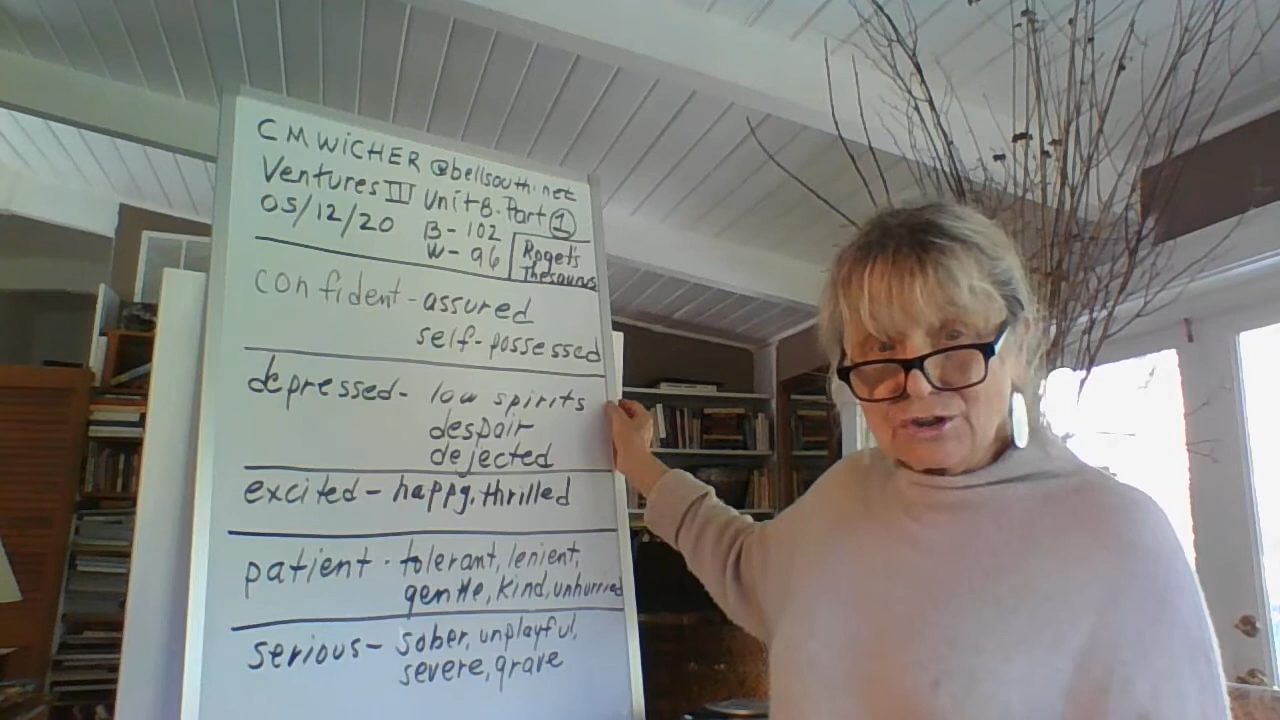 CMWiCHER@bellsouth.net
Ventures III Unit 8. Part 1
05/12/20 B-102
W-96
Rogets
Thesaurus
confident - assured
self-possessed
depressed - low spirits
despair
dejected
excited - happy, thrilled
patient - tolerant, lenient,
gentle, kind, unhurried
serious - sober, unplayful,
severe, grave